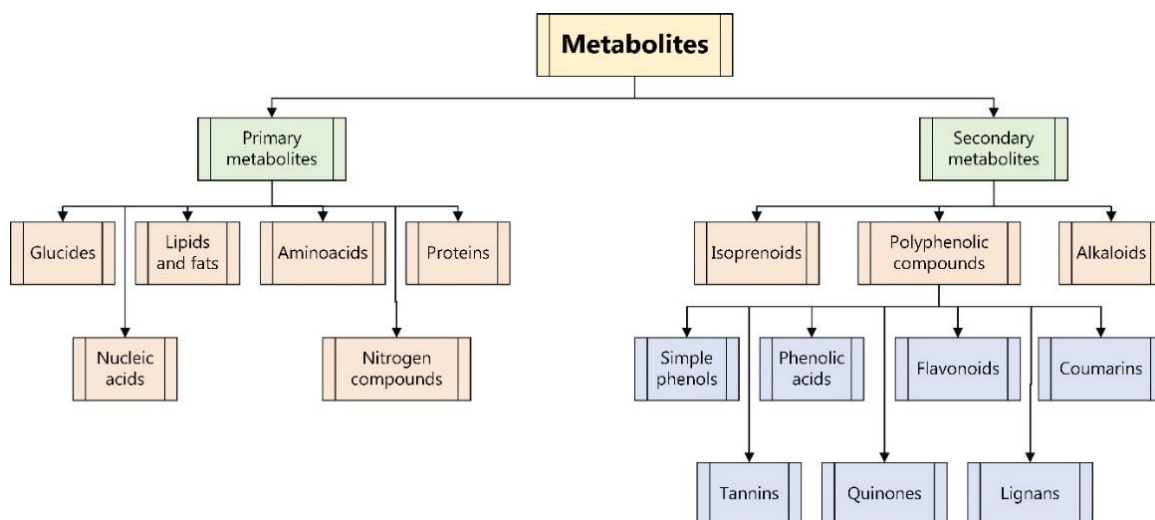 Metabolites
Primary
metabolites
Secondary
metabolites
Glucides
Lipids
and fats
Aminoacids
Proteins
Isoprenoids
Polyphenolic
compounds
Alkaloids
Nucleic
acids
Nitrogen
compounds
Simple
phenols
Phenolic
acids
Flavonoids
Coumarins
Tannins
Quinones
Lignans